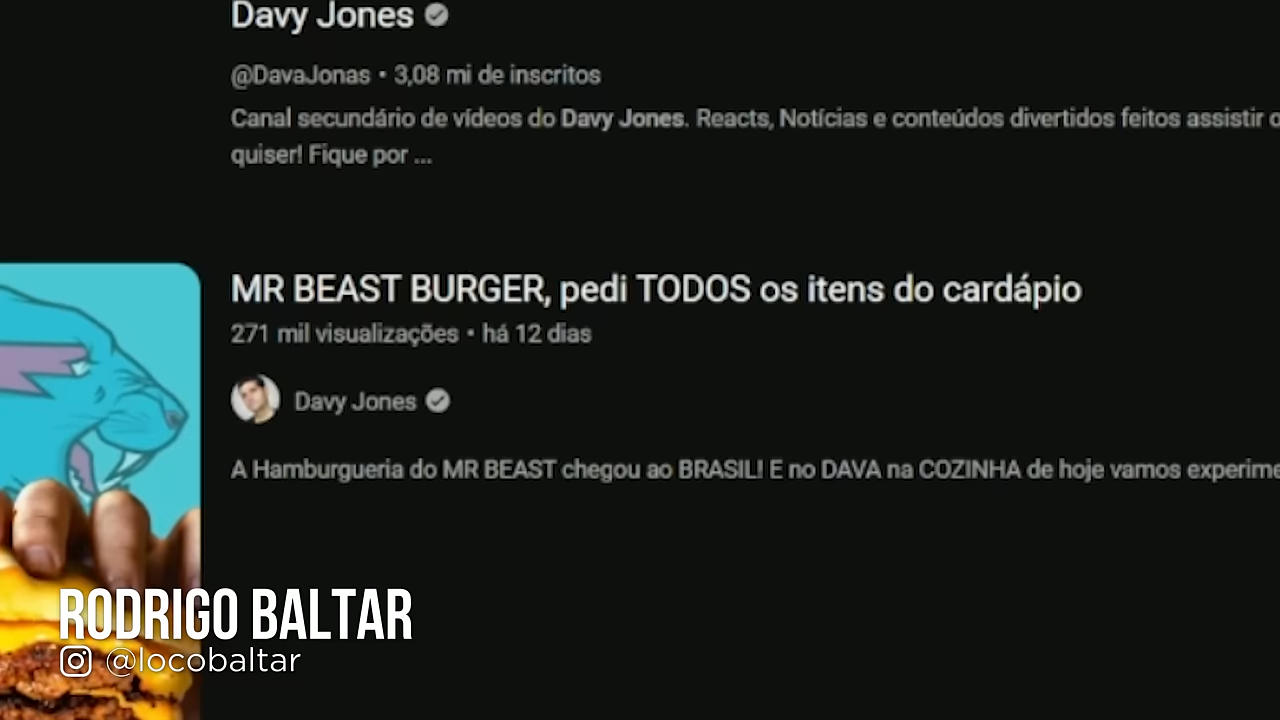 Davy Jones
@DavaJonas • 3,08 mi de inscritos
Canal secundário de vídeos do Davy Jones. Reacts, Notícias e conteúdos divertidos feitos assistir
quiser! Fique por ...
MR BEAST BURGER, pedi TODOS os itens do cardápio
271 mil visualizações • há 12 dias
Davy Jones
A Hamburgueria do MR BEAST chegou ao BRASIL! E no DAVA na COZINHA de hoje vamos experime
RODRIGO BALTAR
@locobaltar